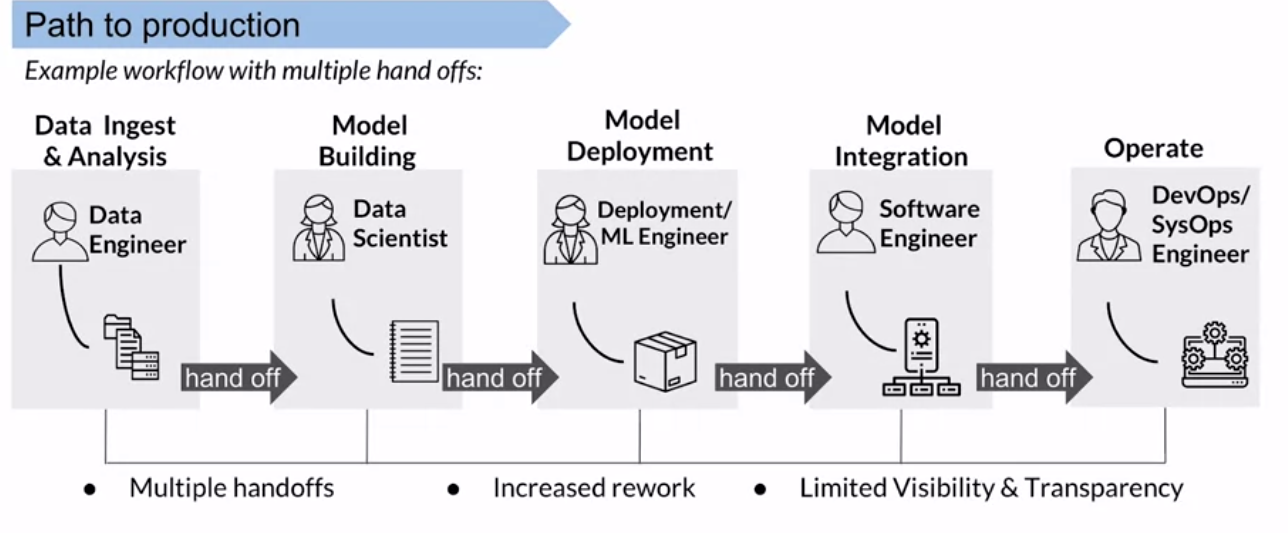 Path to production
Example workflow with multiple hand offs:
Data Ingest
& Analysis
Model
Building
Model
Deployment
Model
Integration
Operate
Data
Engineer
Data
Scientist
Deployment/
ML Engineer
Software
Engineer
DevOps/
SysOps
Engineer
hand off
hand off
hand off
hand off
● Multiple handoffs
● Increased rework
● Limited Visibility & Transparency